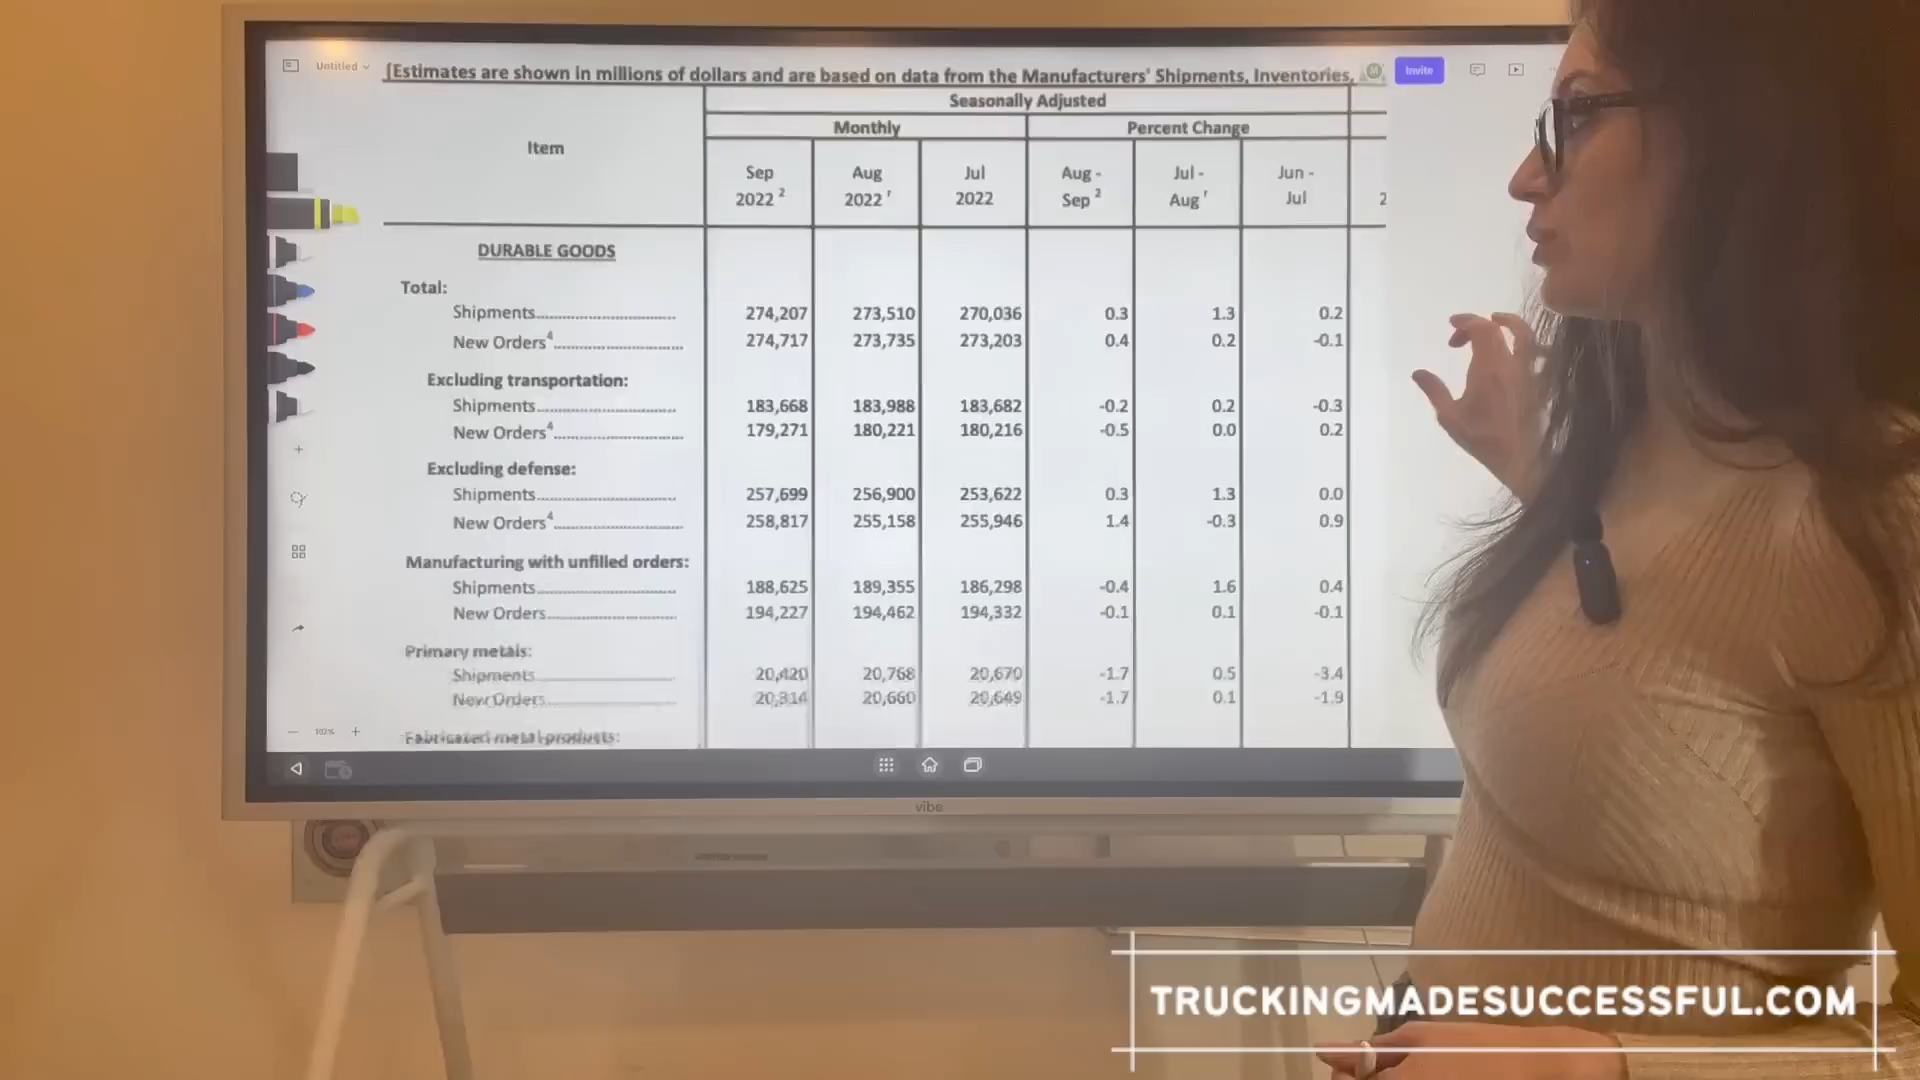 Untitled
(Estimates are shown in millions of dollars and are based on data from the Manufacturers' Shipments, Inventories,
Invite
Seasonally Adjusted
Item Monthly Percent Change
Sep 2022 ² Aug 2022 ʳ Jul 2022 Aug - Sep ² Jul - Aug ʳ Jun - Jul 2
DURABLE GOODS
Total:
Shipments 274,207 273,510 270,036 0.3 1.3 0.2
New Orders⁴ 274,717 273,735 273,203 0.4 0.2 -0.1
Excluding transportation:
Shipments 183,668 183,988 183,682 -0.2 0.2 -0.3
New Orders⁴ 179,271 180,221 180,216 -0.5 0.0 0.2
Excluding defense:
Shipments 257,699 256,900 253,622 0.3 1.3 0.0
New Orders⁴ 258,817 255,158 255,946 1.4 -0.3 0.9
Manufacturing with unfilled orders:
Shipments 188,625 189,355 186,298 -0.4 1.6 0.4
New Orders 194,227 194,462 194,332 -0.1 0.1 -0.1
Primary metals:
Shipments 20,420 20,768 20,670 -1.7 0.5 -3.4
New Orders 20,314 20,660 20,649 -1.7 0.1 -1.9
Fabricated metal products:
102%
vibe
TRUCKINGMADESUCCESSFUL.COM